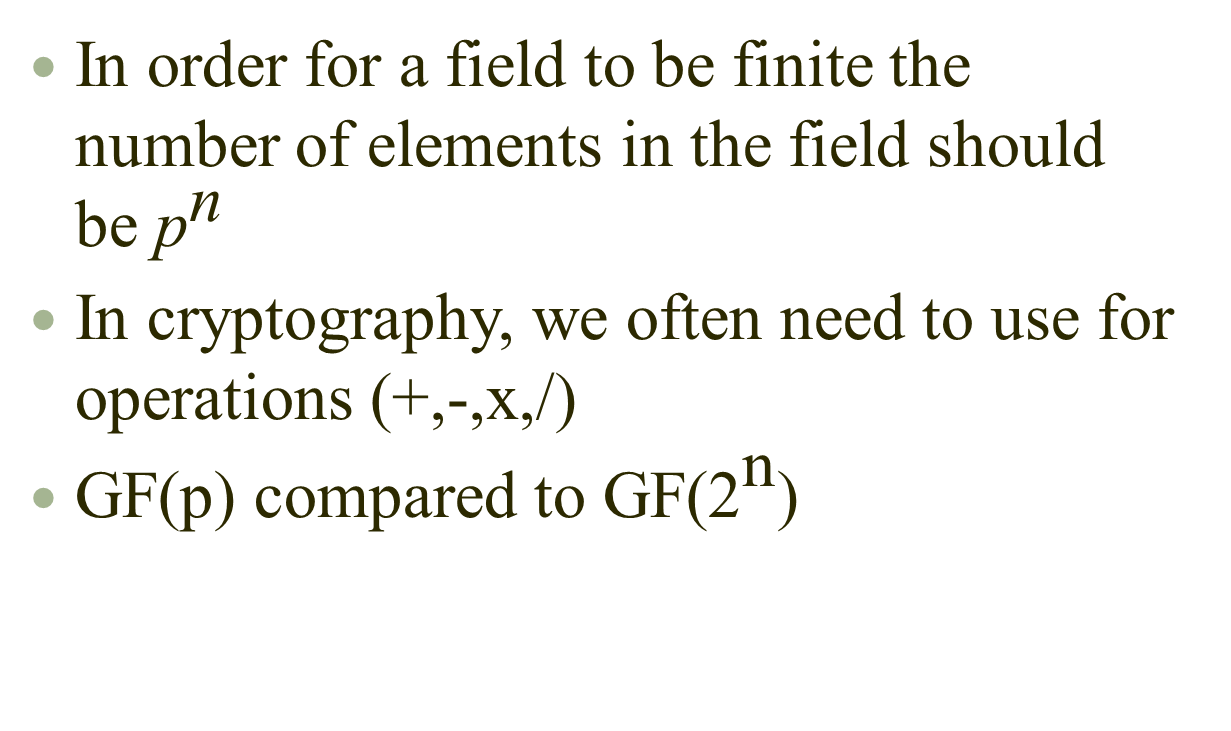 • In order for a field to be finite the
number of elements in the field should
be pⁿ
• In cryptography, we often need to use for
operations (+,-,x,/)
• GF(p) compared to GF(2ⁿ)